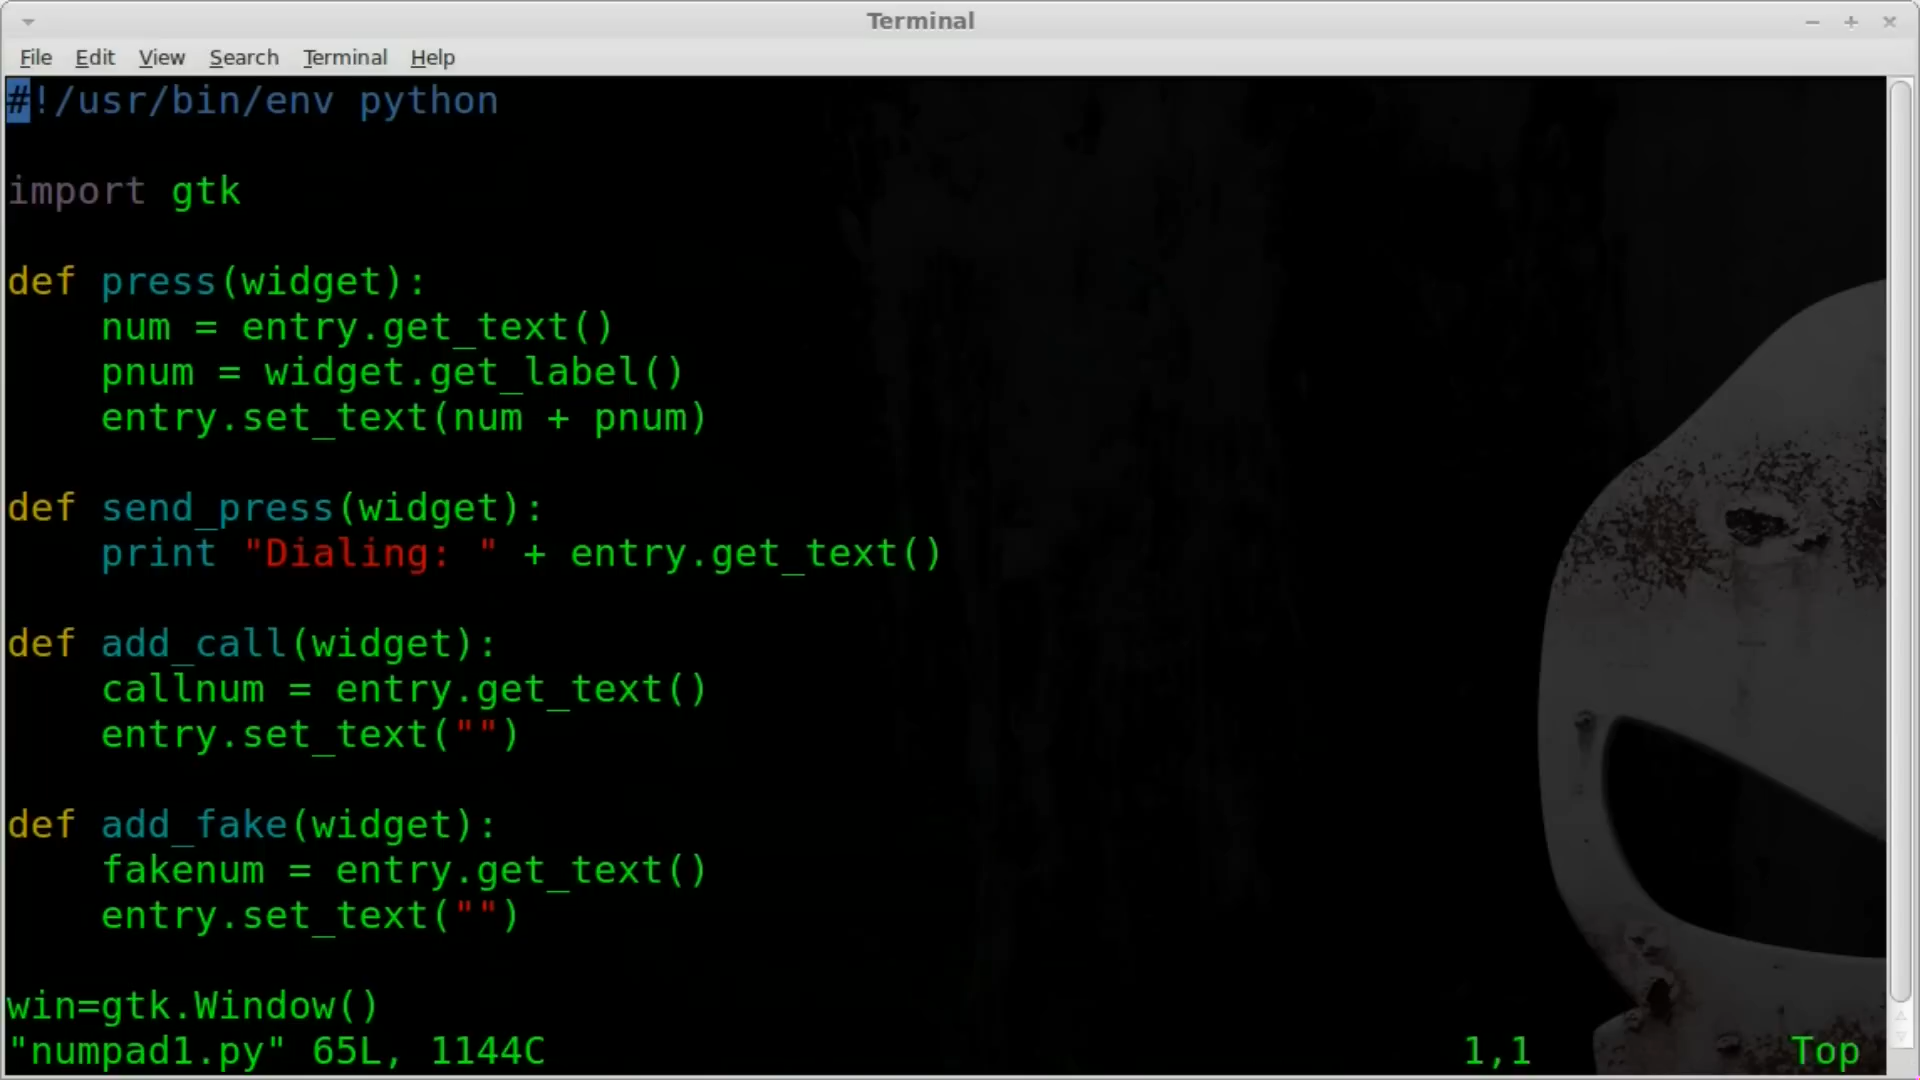 Terminal
File Edit View Search Terminal Help
#!/usr/bin/env python
import gtk
def press(widget):
    num = entry.get_text()
    pnum = widget.get_label()
    entry.set_text(num + pnum)
def send_press(widget):
    print "Dialing: " + entry.get_text()
def add_call(widget):
    callnum = entry.get_text()
    entry.set_text("")
def add_fake(widget):
    fakenum = entry.get_text()
    entry.set_text("")
win=gtk.Window()
"numpad1.py" 65L, 1144C 1,1 Top